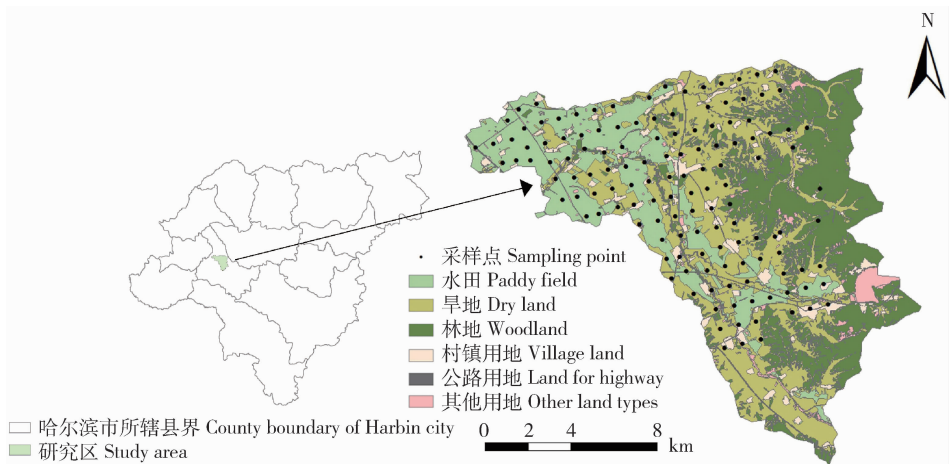 N
采样点 Sampling point
水田 Paddy field
旱地 Dry land
林地 Woodland
村镇用地 Village land
公路用地 Land for highway
其他用地 Other land types
哈尔滨市所辖县界 County boundary of Harbin city
研究区 Study area
0 2 4 8
km